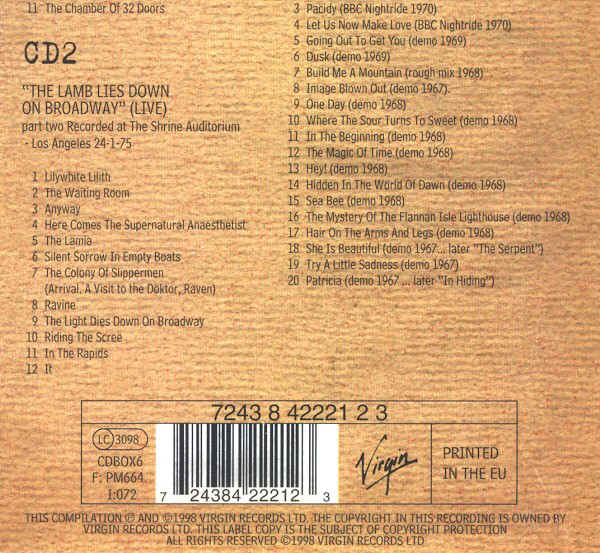 11 The Chamber Of 32 Doors
CD2
"THE LAMB LIES DOWN
ON BROADWAY" (LIVE)
part two Recorded at The Shrine Auditorium
- Los Angeles 24-1-75
1 Lilywhite Lilith
2 The Waiting Room
3 Anyway
4 Here Comes The Supernatural Anaesthetist
5 The Lamia
6 Silent Sorrow In Empty Boats
7 The Colony Of Slippermen
(Arrival. A Visit to the Doktor, Raven)
8 Ravine
9 The Light Dies Down On Broadway
10 Riding The Scree
11 In The Rapids
12 It
3 Pacidy (BBC Nightride 1970)
4 Let Us Now Make Love (BBC Nightride 1970)
5 Going Out To Get You (demo 1969)
6 Dusk (demo 1969)
7 Build Me A Mountain (rough mix 1968)
8 Image Blown Out (demo 1967).
9 One Day (demo 1968)
10 Where The Sour Turns To Sweet (demo 1968)
11 In The Beginning (demo 1968)
12 The Magic Of Time (demo 1968)
13 Hey! (demo 1968)
14 Hidden In The World Of Dawn (demo 1968)
15 Sea Bee (demo 1968)
16 The Mystery Of The Flannan Isle Lighthouse (demo 1968)
17 Hair On The Arms And Legs (demo 1968)
18 She Is Beautiful (demo 1967... later "The Serpent")
19 Try A Little Sadness (demo 1967)
20 Patricia (demo 1967 ... later "In Hiding")
7243 8 42221 2 3
LC 3098
CDBOX6
F: PM664
1:072
7 24384 22212 3
Virgin
PRINTED
IN THE EU
THIS COMPILATION ℗ AND ©1998 VIRGIN RECORDS LTD. THE COPYRIGHT IN THIS RECORDING IS OWNED BY
VIRGIN RECORDS LTD. THIS LABEL COPY IS THE SUBJECT OF COPYRIGHT PROTECTION
ALL RIGHTS RESERVED ©1998 VIRGIN RECORDS LTD